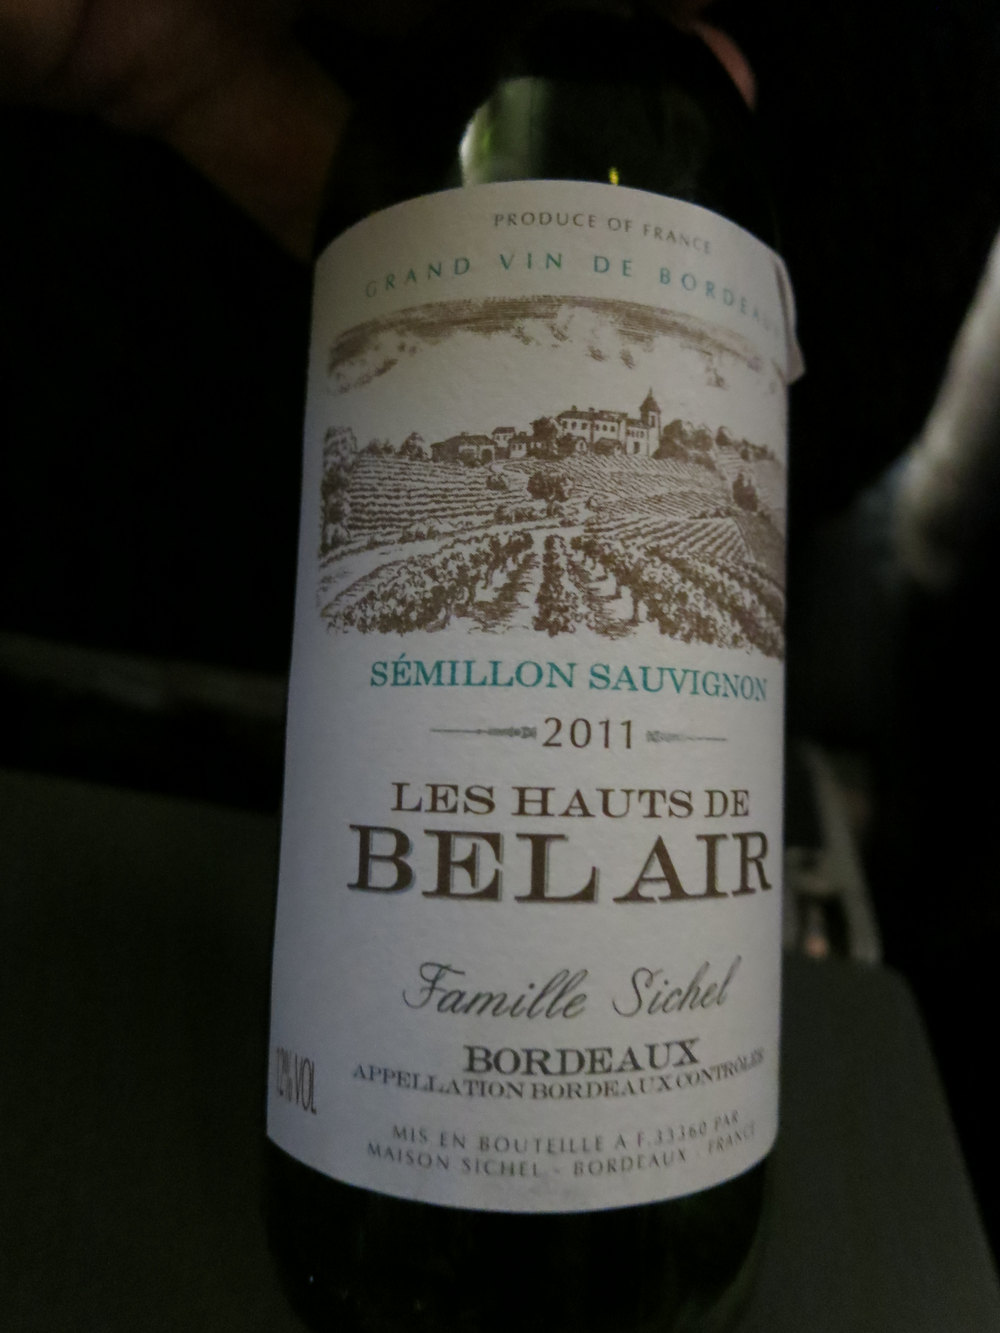 PRODUCE OF FRANCE
GRAND VIN DE BORDEAUX
SÉMILLON SAUVIGNON
2011
LES HAUTS DE
BEL AIR
Famille Sichel
BORDEAUX
APPELLATION BORDEAUX CONTRÔLÉE
12% VOL
MIS EN BOUTEILLE A F.33360 PAR
MAISON SICHEL - BORDEAUX - FRANCE